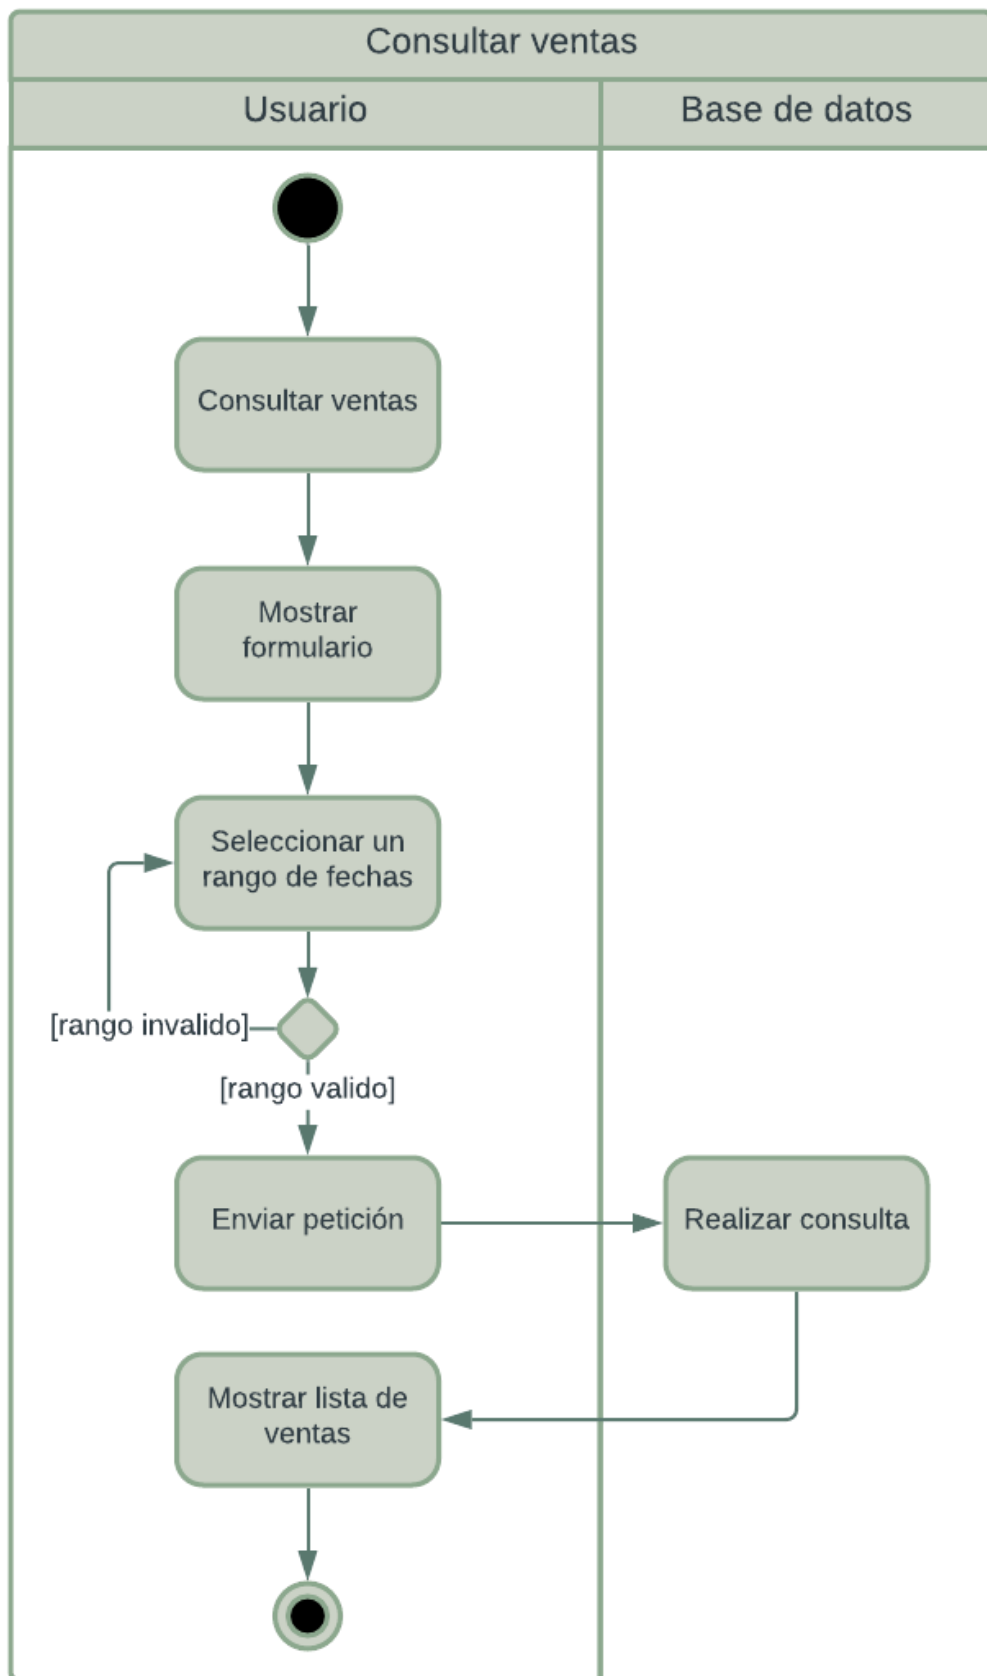 Consultar ventas
Usuario
Base de datos
Consultar ventas
Mostrar
formulario
Seleccionar un
rango de fechas
[rango invalido]
[rango valido]
Enviar petición
Realizar consulta
Mostrar lista de
ventas